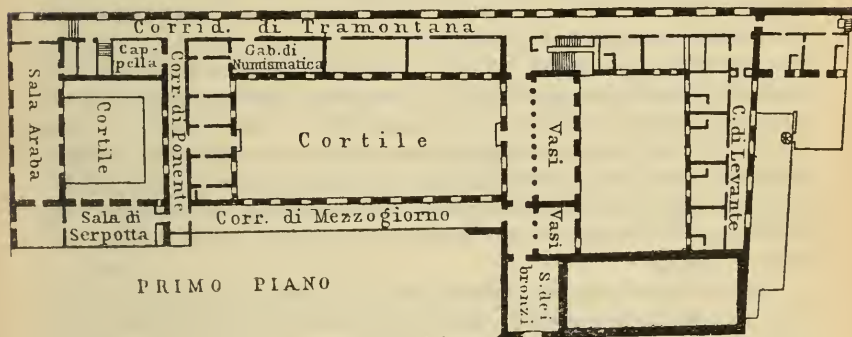 Corrid. di Tramontana
Cap-
pella
Gab. di
Numismatica
Sala Araba
Cortile
Corr. di Ponente
Cortile
Vasi
C. di Levante
Sala di
Serpotta
Corr. di Mezzogiorno
Vasi
S. dei
bronzi
PRIMO PIANO